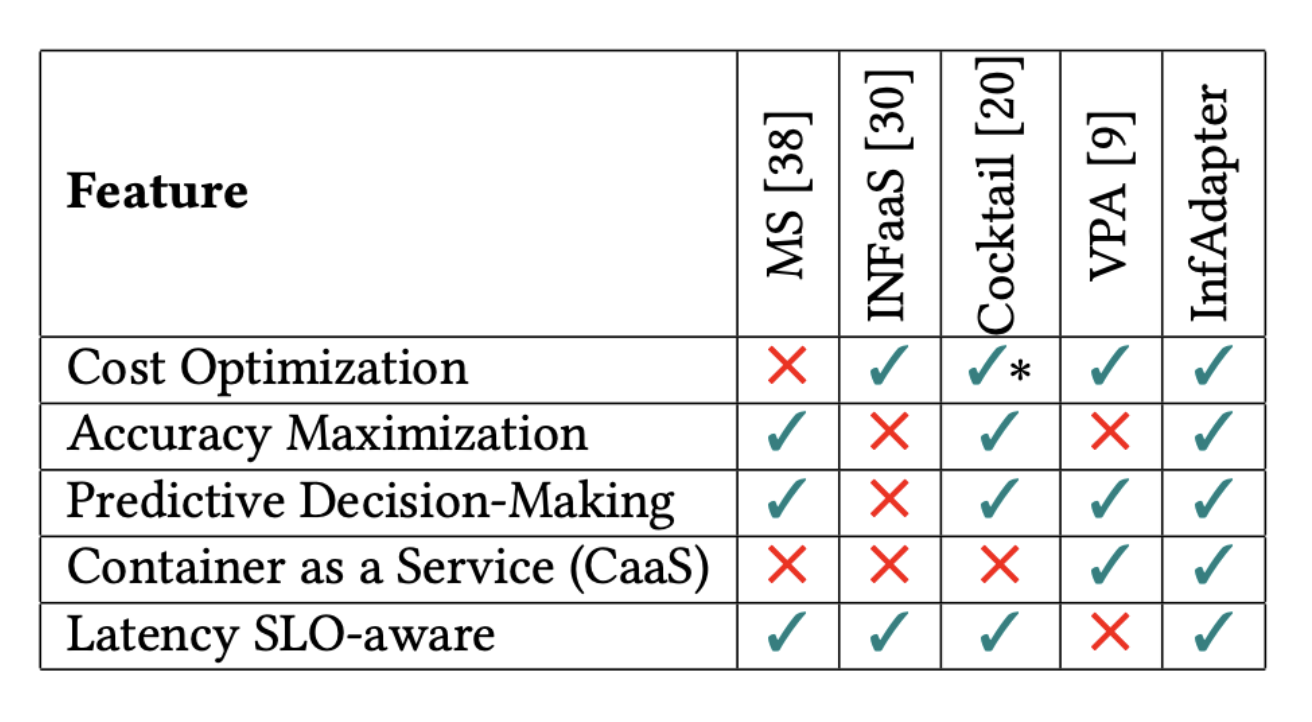 Feature MS [38] INFaaS [30] Cocktail [20] VPA [9] InfAdapter
Cost Optimization ✗ ✓ ✓* ✓ ✓
Accuracy Maximization ✓ ✗ ✓ ✗ ✓
Predictive Decision-Making ✓ ✗ ✓ ✓ ✓
Container as a Service (CaaS) ✗ ✗ ✗ ✓ ✓
Latency SLO-aware ✓ ✓ ✓ ✗ ✓